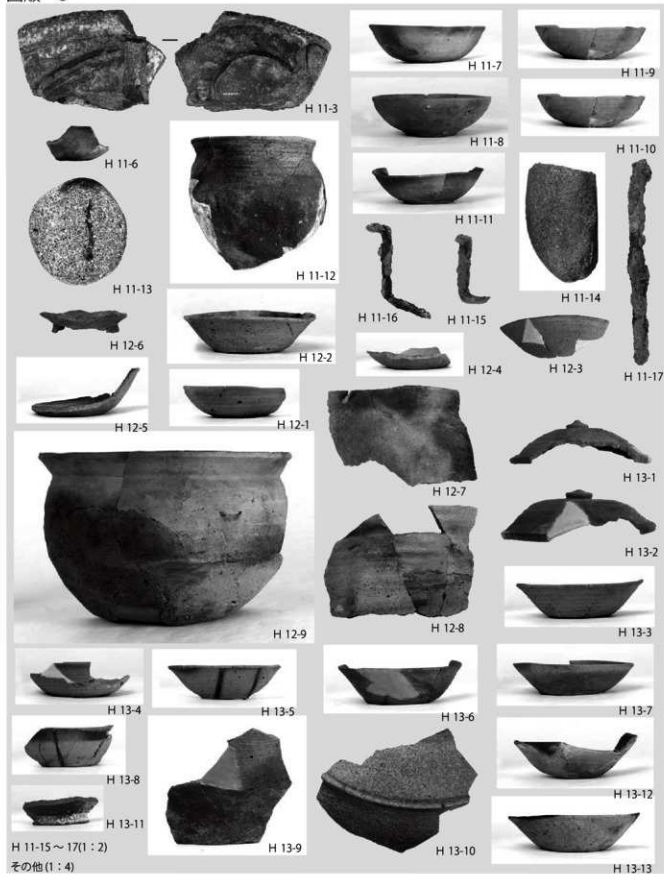 H 11-3
H 11-7
H 11-9
H 11-6
H 11-8
H 11-10
H 11-13
H 11-12
H 11-11
H 11-16
H 11-15
H 11-14
H 11-17
H 12-6
H 12-2
H 12-4
H 12-3
H 12-5
H 12-1
H 12-7
H 13-1
H 13-2
H 12-9
H 12-8
H 13-3
H 13-4
H 13-5
H 13-6
H 13-7
H 13-8
H 13-12
H 13-11
H 13-9
H 13-10
H 13-13
H 11-15～17(1：2)
その他(1：4)